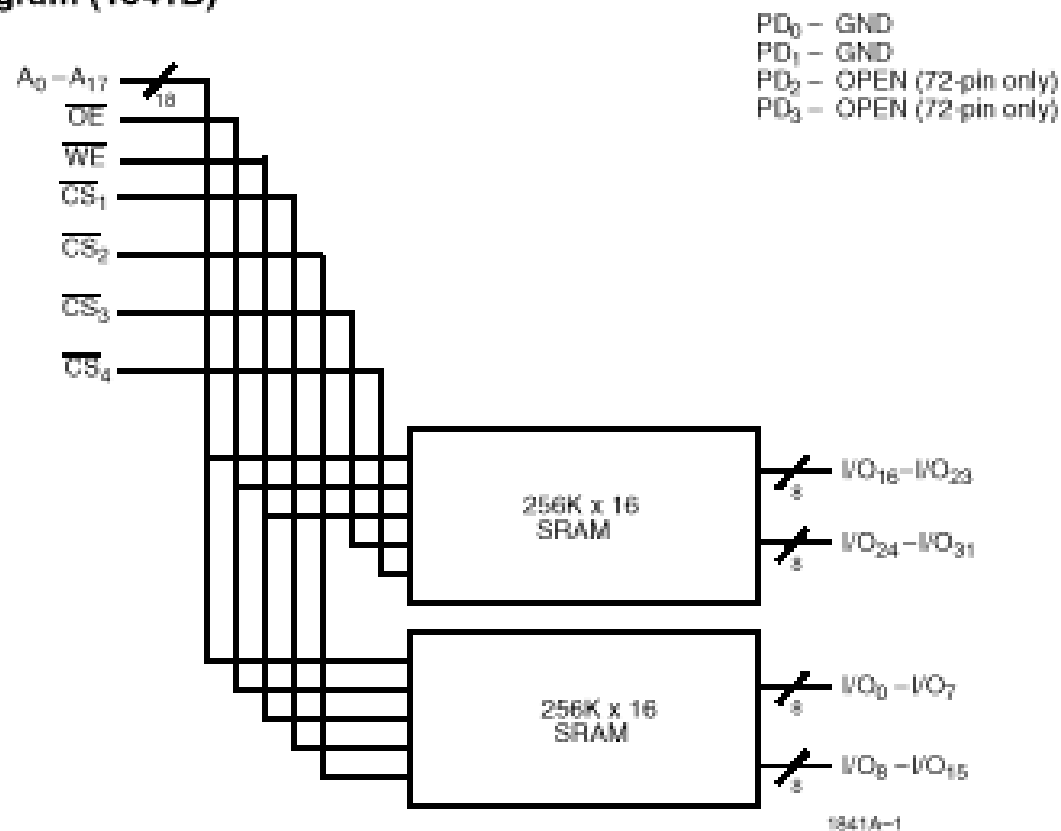 (1841B)
PD0 – GND
PD1 – GND
PD2 – OPEN (72-pin only)
PD3 – OPEN (72-pin only)
A0 – A17
18
OE
WE
CS1
CS2
CS3
CS4
256K x 16
SRAM
I/O16 – I/O23
8
I/O24 – I/O31
8
256K x 16
SRAM
I/O0 – I/O7
8
I/O8 – I/O15
8
1841A–1